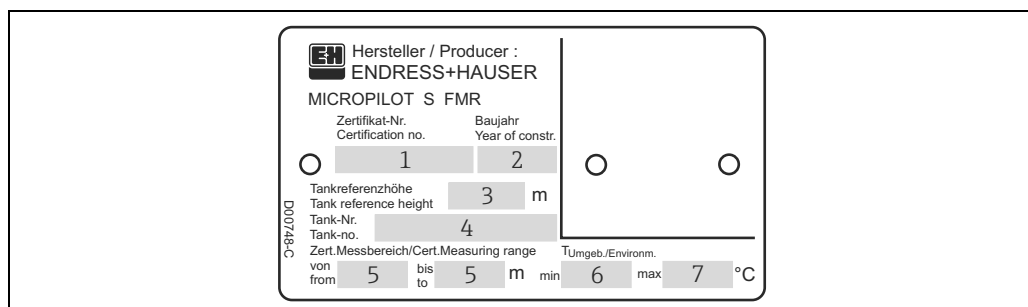 EH Hersteller / Producer :
ENDRESS+HAUSER
MICROPILOT S FMR
Zertifikat-Nr. Baujahr
Certification no. Year of constr.
1 2
Tankreferenzhöhe
Tank reference height 3 m
Tank-Nr.
Tank-no. 4
D00748-C
Zert.Messbereich/Cert.Measuring range TUmgeb./Environm.
von bis
from 5 to 5 m min 6 max 7 °C